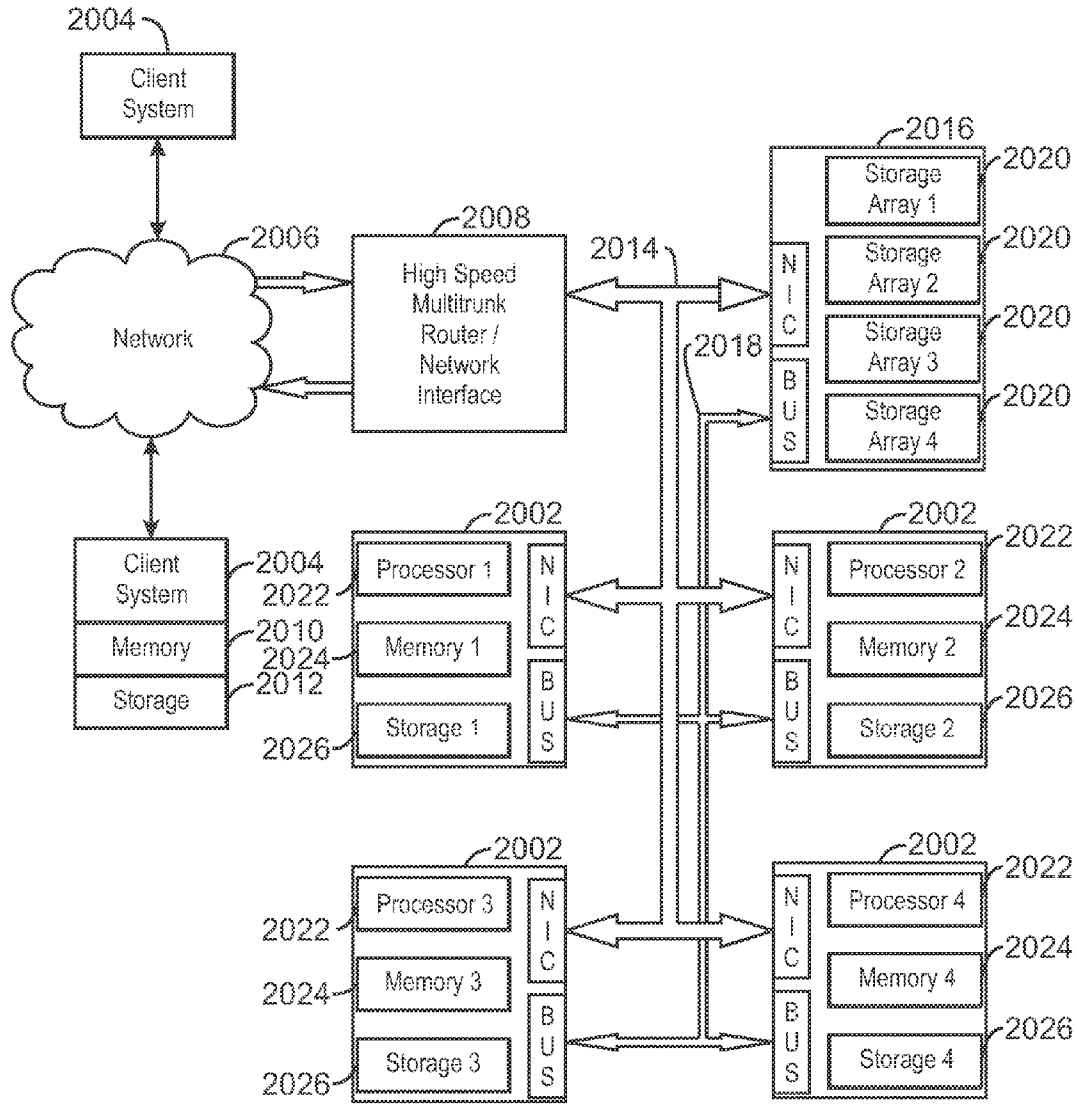 2004
Client
System
2006
Network
2008
High Speed
Multitrunk
Router /
Network
Interface
2014
2018
2016
N
I
C
B
U
S
Storage
Array 1
2020
Storage
Array 2
2020
Storage
Array 3
2020
Storage
Array 4
2020
Client
System
2004
Memory
2010
Storage
2012
2002
Processor 1
2022
Memory 1
2024
Storage 1
2026
N
I
C
B
U
S
2002
N
I
C
B
U
S
Processor 2
2022
Memory 2
2024
Storage 2
2026
2002
Processor 3
2022
Memory 3
2024
Storage 3
2026
N
I
C
B
U
S
2002
N
I
C
B
U
S
Processor 4
2022
Memory 4
2024
Storage 4
2026